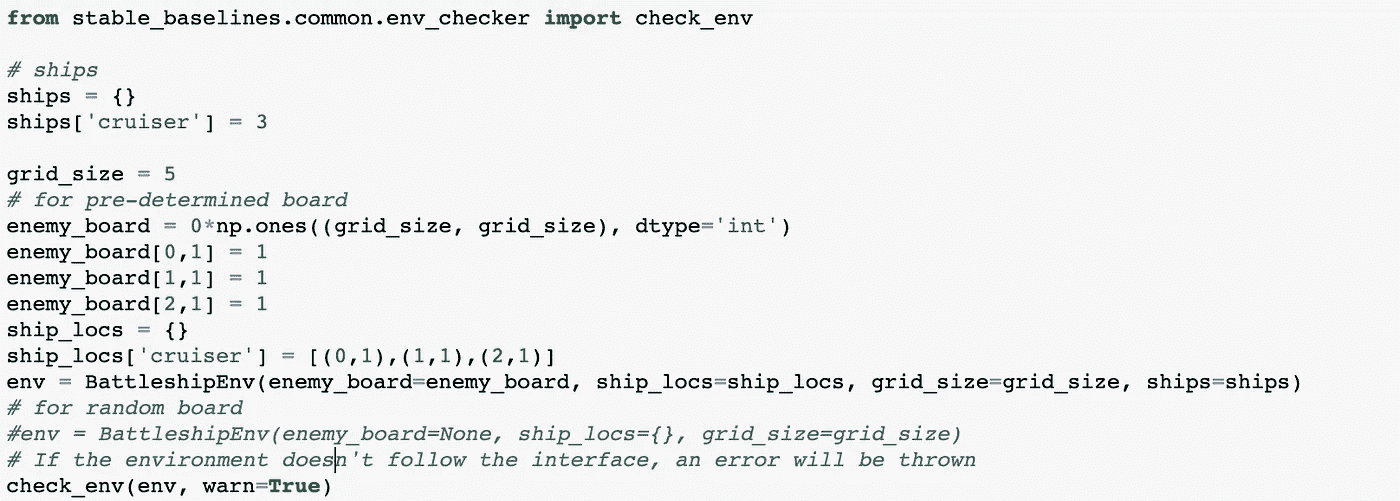 from stable_baselines.common.env_checker import check_env
# ships
ships = {}
ships['cruiser'] = 3
grid_size = 5
# for pre-determined board
enemy_board = 0*np.ones((grid_size, grid_size), dtype='int')
enemy_board[0,1] = 1
enemy_board[1,1] = 1
enemy_board[2,1] = 1
ship_locs = {}
ship_locs['cruiser'] = [(0,1),(1,1),(2,1)]
env = BattleshipEnv(enemy_board=enemy_board, ship_locs=ship_locs, grid_size=grid_size, ships=ships)
# for random board
#env = BattleshipEnv(enemy_board=None, ship_locs={}, grid_size=grid_size)
# If the environment doesn't follow the interface, an error will be thrown
check_env(env, warn=True)